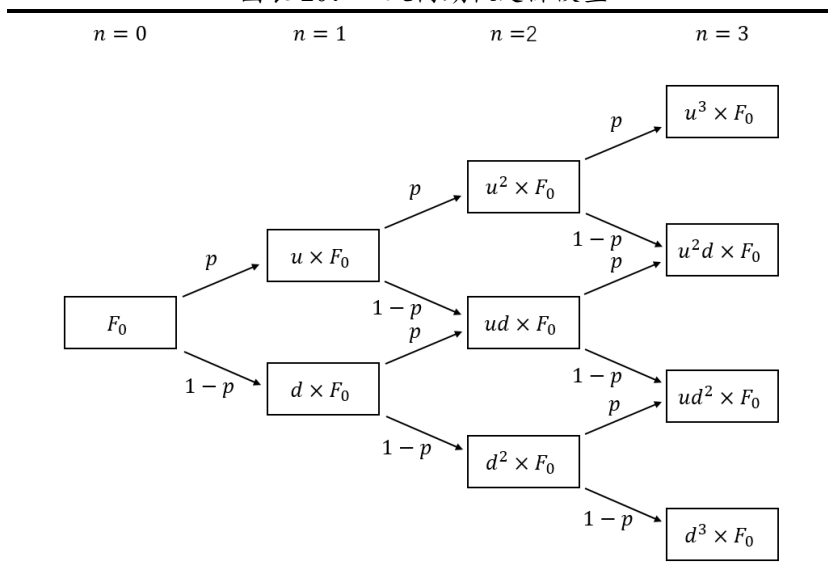 n = 0
n = 1
n =2
n = 3
u³ × F₀
p
u² × F₀
p
1 − p
u²d × F₀
p
u × F₀
p
1 − p
ud × F₀
p
F₀
1 − p
d × F₀
1 − p
ud² × F₀
p
1 − p
d² × F₀
1 − p
d³ × F₀